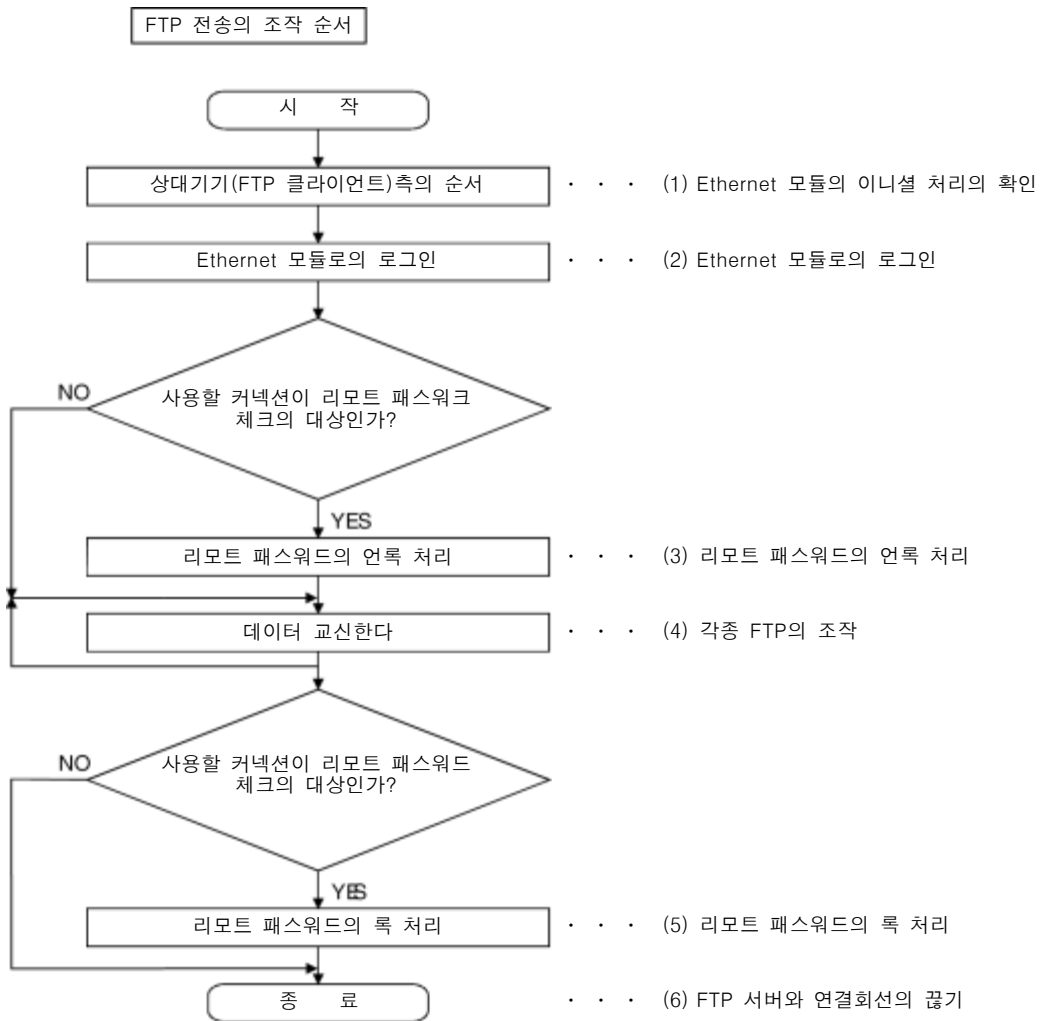 FTP 전송의 조작 순서
시 작
상대기기(FTP 클라이언트)측의 순서 · · · (1) Ethernet 모듈의 이니셜 처리의 확인
Ethernet 모듈로의 로그인 · · · (2) Ethernet 모듈로의 로그인
NO
사용할 커넥션이 리모트 패스워크
체크의 대상인가?
YES
리모트 패스워드의 언록 처리 · · · (3) 리모트 패스워드의 언록 처리
데이터 교신한다 · · · (4) 각종 FTP의 조작
NO
사용할 커넥션이 리모트 패스워드
체크의 대상인가?
YES
리모트 패스워드의 록 처리 · · · (5) 리모트 패스워드의 록 처리
종 료 · · · (6) FTP 서버와 연결회선의 끊기